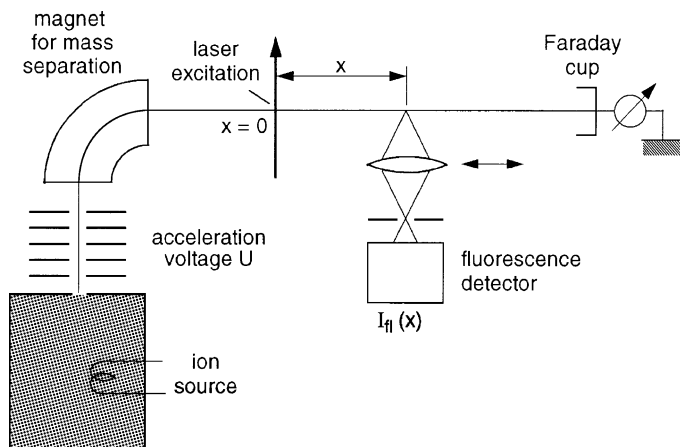 magnet
for mass
separation
laser
excitation
x
Faraday
cup
x = 0
acceleration
voltage U
fluorescence
detector
I_fl (x)
ion
source